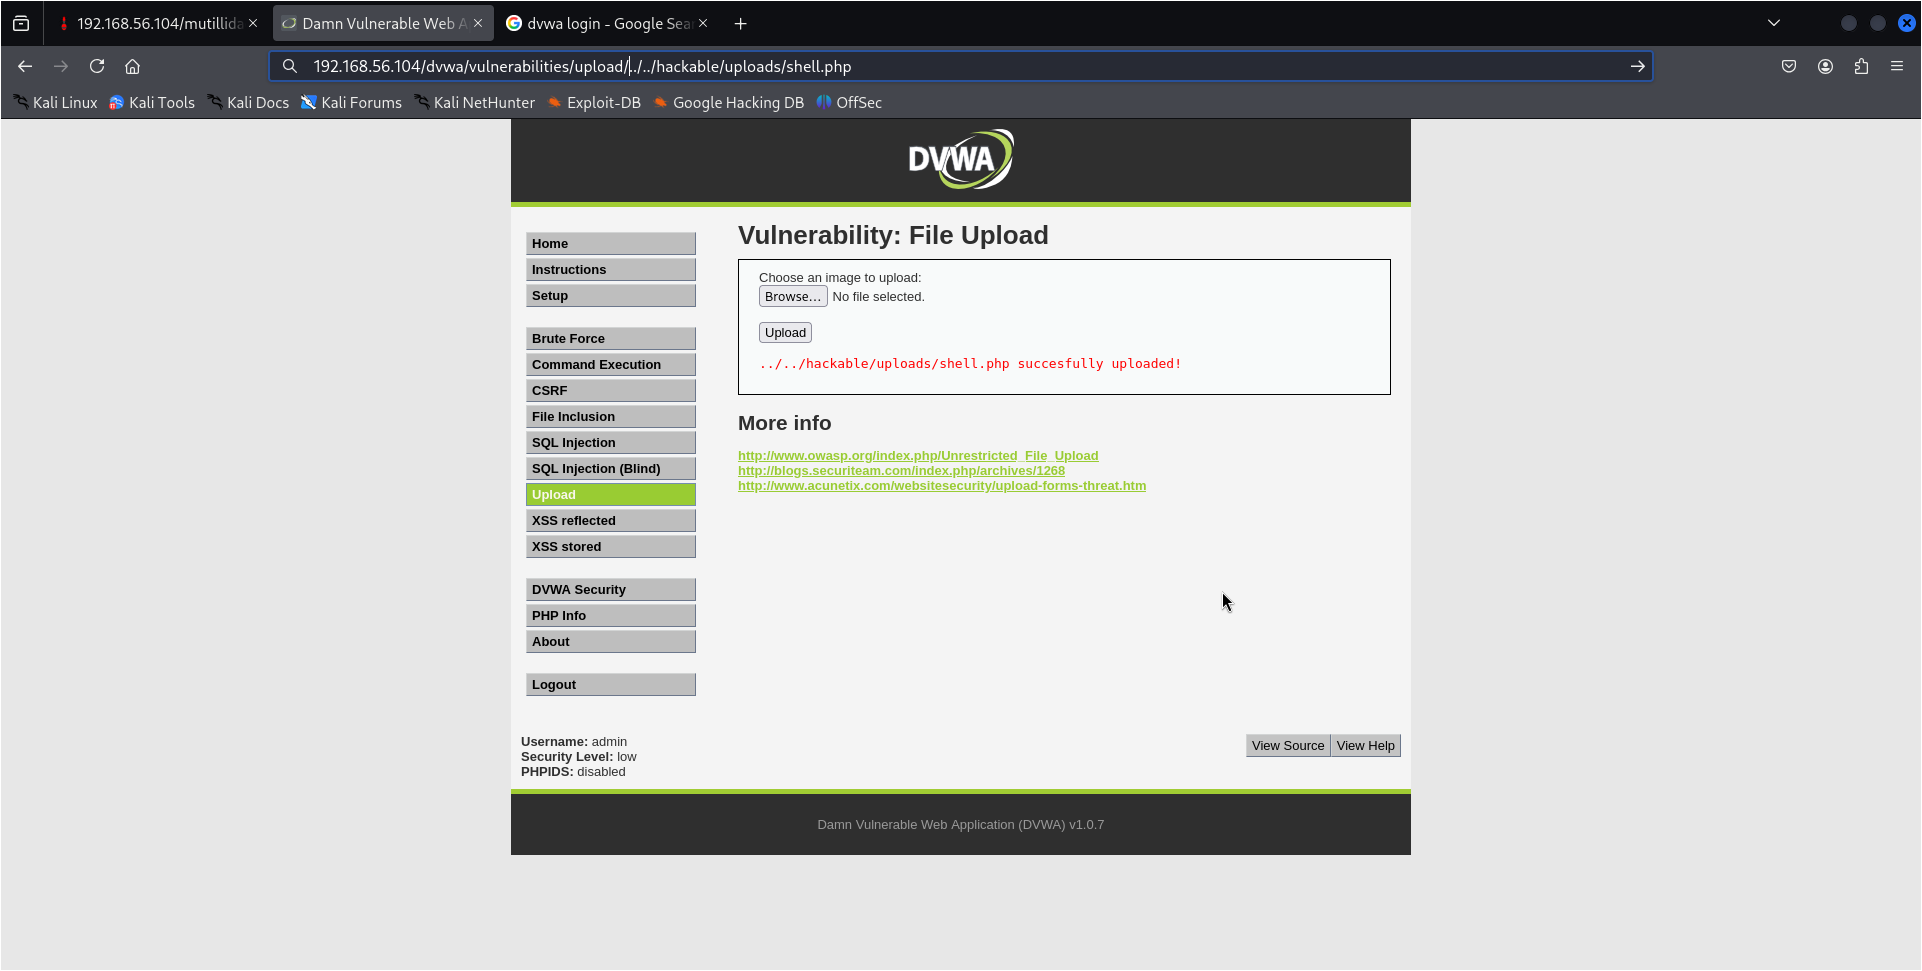 192.168.56.104/mutillida
Damn Vulnerable Web A
dvwa login - Google Sea
192.168.56.104/dvwa/vulnerabilities/upload/../../hackable/uploads/shell.php
Kali Linux Kali Tools Kali Docs Kali Forums Kali NetHunter Exploit-DB Google Hacking DB OffSec
DVWA
Home
Instructions
Setup
Brute Force
Command Execution
CSRF
File Inclusion
SQL Injection
SQL Injection (Blind)
Upload
XSS reflected
XSS stored
DVWA Security
PHP Info
About
Logout
Vulnerability: File Upload
Choose an image to upload:
Browse... No file selected.
Upload
../../hackable/uploads/shell.php succesfully uploaded!
More info
http://www.owasp.org/index.php/Unrestricted_File_Upload
http://blogs.securiteam.com/index.php/archives/1268
http://www.acunetix.com/websitesecurity/upload-forms-threat.htm
Username: admin
Security Level: low
PHPIDS: disabled
View Source View Help
Damn Vulnerable Web Application (DVWA) v1.0.7